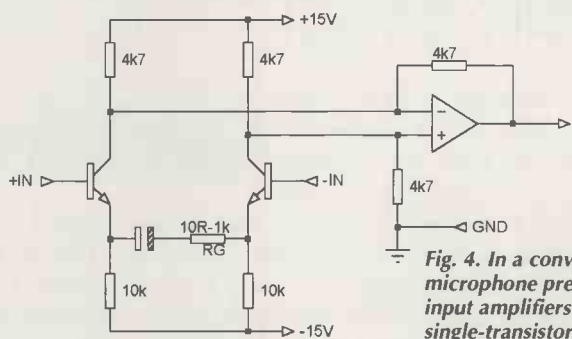 +15V
4k7
4k7
4k7
−
+
+IN
-IN
4k7
10R-1k
RG
GND
10k
10k
-15V
Fig. 4. In a conv
microphone pre
input amplifiers
single-transistor